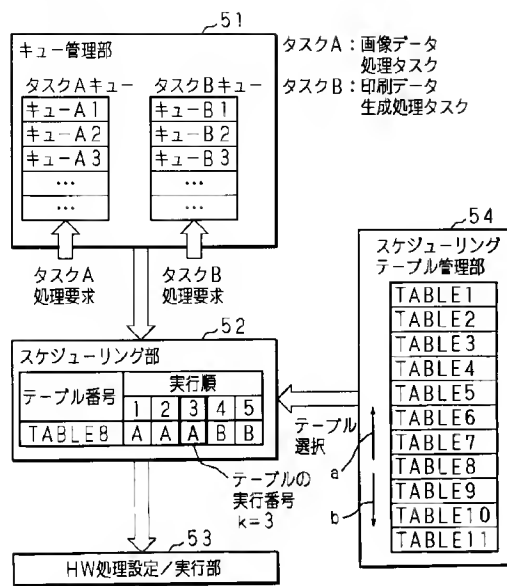 51
キュー管理部
タスクAキュー
キューA1
キューA2
キューA3
…
…
タスクBキュー
キューB1
キューB2
キューB3
…
…
タスクA
処理要求
タスクB
処理要求
タスクA:画像データ
処理タスク
タスクB:印刷データ
生成処理タスク
54
スケジューリング
テーブル管理部
TABLE1
TABLE2
TABLE3
TABLE4
TABLE5
TABLE6
TABLE7
TABLE8
TABLE9
TABLE10
TABLE11
a
b
テーブル
選択
52
スケジューリング部
テーブル番号
実行順
1 2 3 4 5
TABLE8 A A A B B
テーブルの
実行番号
k=3
53
HW処理設定/実行部